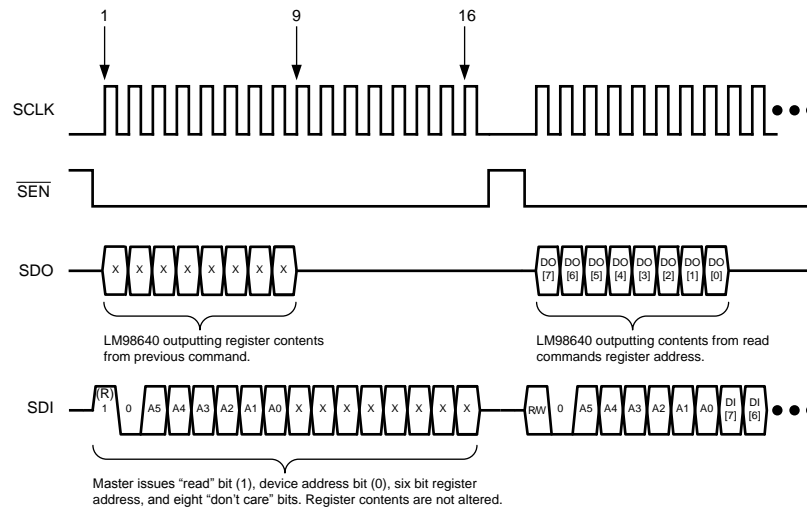 1 9 16
SCLK
SEN
SDO X X X X X X X X DO [7] DO [6] DO [5] DO [4] DO [3] DO [2] DO [1] DO [0]
LM98640 outputting register contents
from previous command.
LM98640 outputting contents from read
commands register address.
SDI (R) 1 0 A5 A4 A3 A2 A1 A0 X X X X X X X X RW 0 A5 A4 A3 A2 A1 A0 DI [7] DI [6]
Master issues “read” bit (1), device address bit (0), six bit register
address, and eight “don’t care” bits. Register contents are not altered.